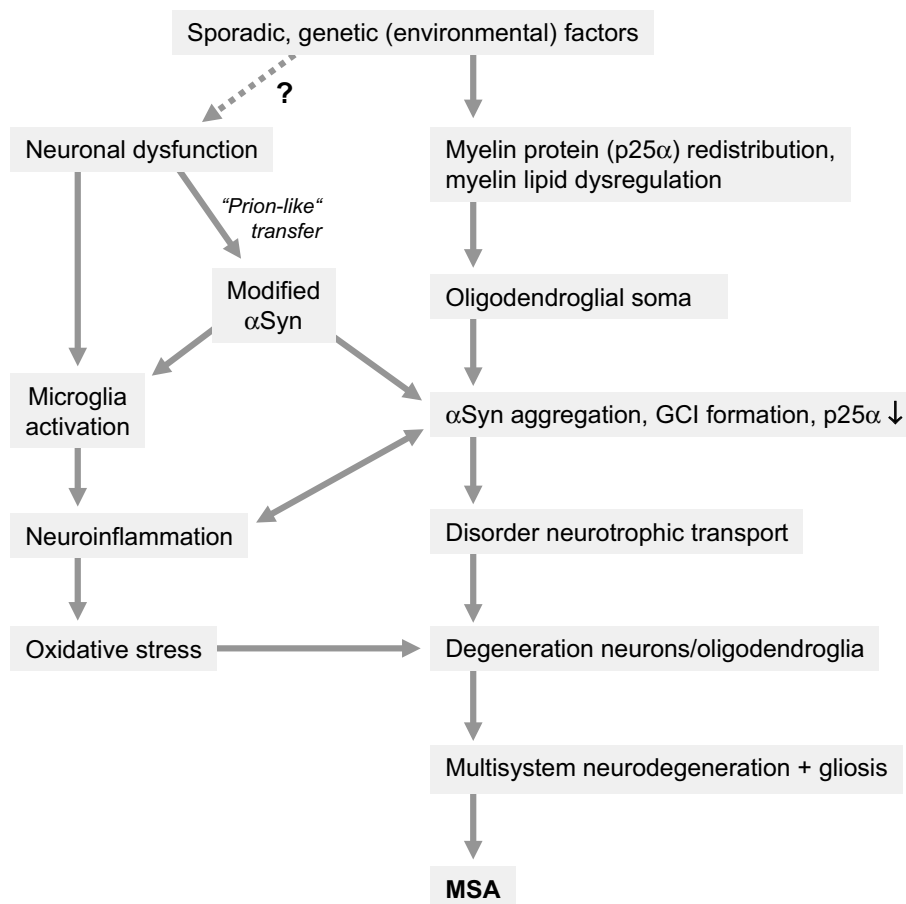 Sporadic, genetic (environmental) factors
?
Neuronal dysfunction
Myelin protein (p25α) redistribution,
myelin lipid dysregulation
“Prion-like“
transfer
Modified
αSyn
Oligodendroglial soma
Microglia
activation
αSyn aggregation, GCI formation, p25α ↓
Neuroinflammation
Disorder neurotrophic transport
Oxidative stress
Degeneration neurons/oligodendroglia
Multisystem neurodegeneration + gliosis
MSA